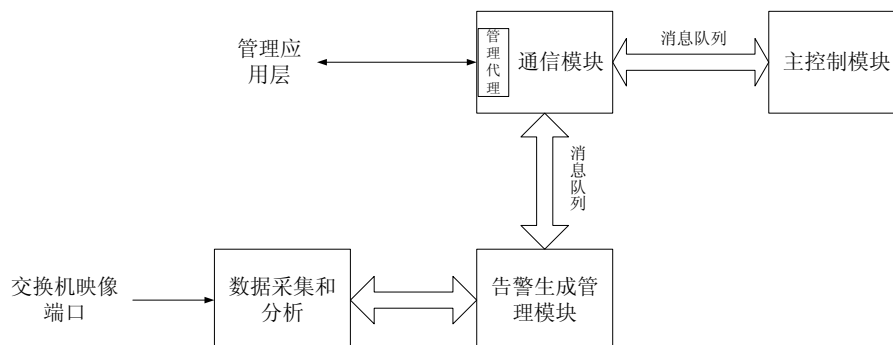 管理应
用层
管
理
代
理
通信模块
消息队列
主控制模块
消
息
队
列
交换机映像
端口
数据采集和
分析
告警生成管
理模块